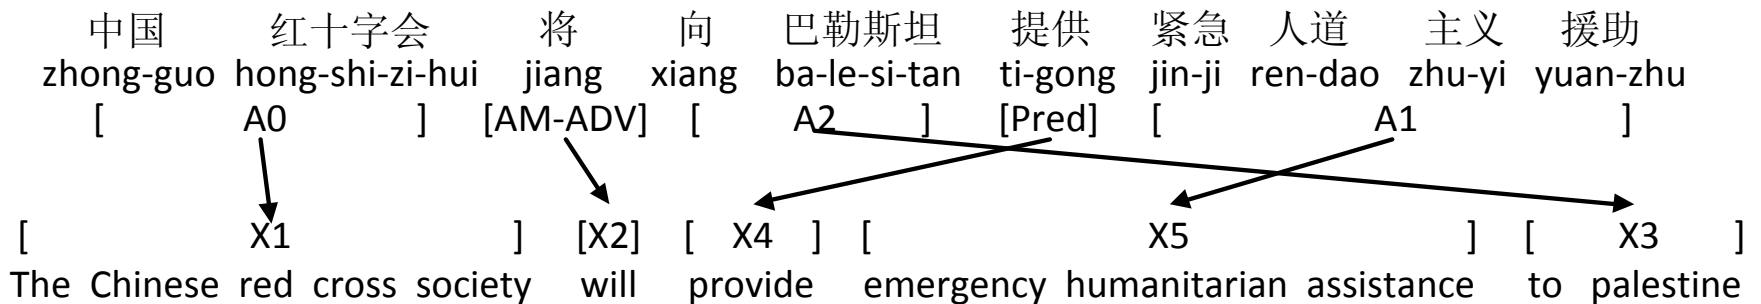 中国 红十字会 将 向 巴勒斯坦 提供 紧急 人道 主义 援助
zhong-guo hong-shi-zi-hui jiang xiang ba-le-si-tan ti-gong jin-ji ren-dao zhu-yi yuan-zhu
[ A0 ] [AM-ADV] [ A2 ] [Pred] [ A1 ]
[ X1 ] [X2] [ X4 ] [ X5 ] [ X3 ]
The Chinese red cross society will provide emergency humanitarian assistance to palestine